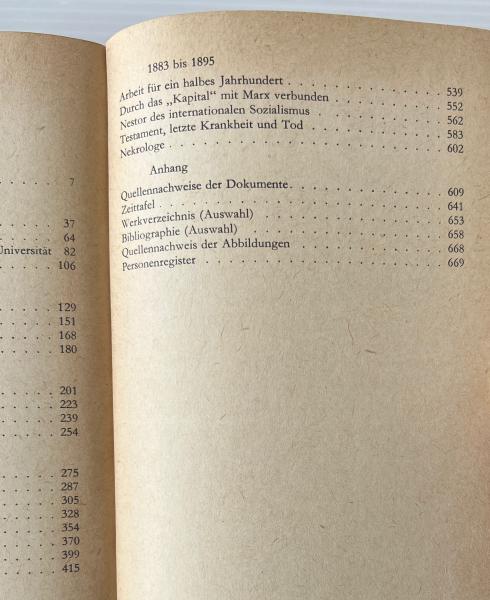 7
37
64
Universität 82
106
129
151
168
180
201
223
239
254
275
287
305
328
354
370
399
415
1883 bis 1895
Arbeit für ein halbes Jahrhundert . . . . . . . . . . . . . 539
Durch das „Kapital“ mit Marx verbunden . . . . . . . . . . 552
Nestor des internationalen Sozialismus . . . . . . . . . . . 562
Testament, letzte Krankheit und Tod . . . . . . . . . . . . 583
Nekrologe . . . . . . . . . . . . . . . . . . . . . . . . 602
Anhang
Quellennachweise der Dokumente . . . . . . . . . . . . . . 609
Zeittafel . . . . . . . . . . . . . . . . . . . . . . . . 641
Werkverzeichnis (Auswahl) . . . . . . . . . . . . . . . . 653
Bibliographie (Auswahl) . . . . . . . . . . . . . . . . . 658
Quellennachweis der Abbildungen . . . . . . . . . . . . . 668
Personenregister . . . . . . . . . . . . . . . . . . . . . 669